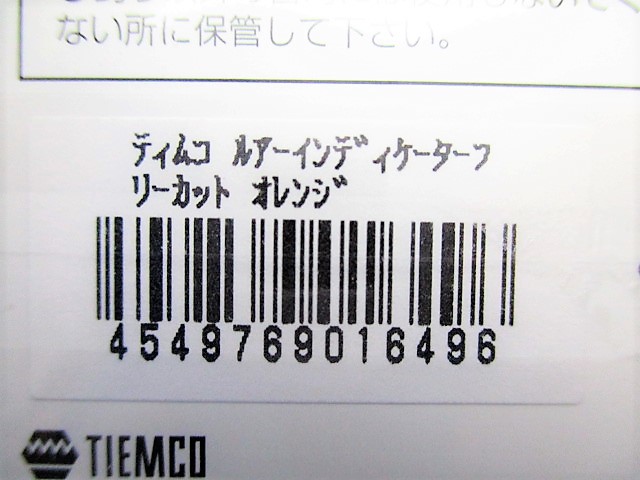 ない所に保管して下さい。
ティムコ ルアーインディケーターフ
リーカット オレンジ
4549769016496
TIEMCO